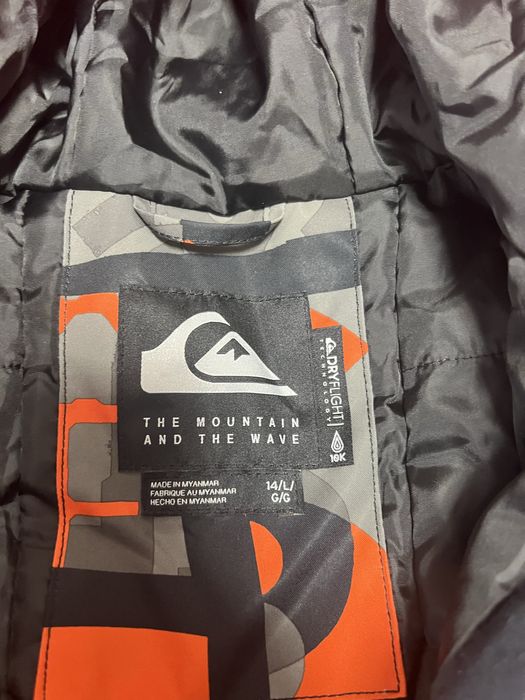 THE MOUNTAIN
AND THE WAVE
DRYFLIGHT
TECHNOLOGY
10K
MADE IN MYANMAR
FABRIQUE AU MYANMAR
HECHO EN MYANMAR
14/L/
G/G